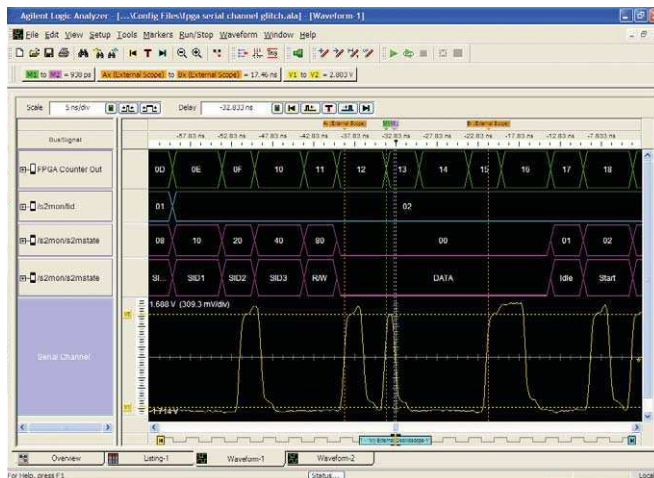 Agilent Logic Analyzer - [...\Config Files\fpga serial channel glitch.ala] - [Waveform-1]
File Edit View Setup Tools Markers Run/Stop Waveform Window Help
M1 to M2 = 938 ps Ax (External Scope) to Bx (External Scope) = 17.46 ns V1 to V2 = 2.803 V
Scale 5 ns/div Delay -32.833 ns
Bus/Signal
-57.83 ns -52.83 ns -47.83 ns -42.83 ns -37.83 ns -32.83 ns -27.83 ns -22.83 ns -17.83 ns -12.83 ns -7.833 ns
FPGA Counter Out 0D 0E 0F 10 11 12 13 14 15 16 17 18
/s2mon/tid 01 02
/s2mon/s2mstate 08 10 20 40 80 00 01 02
/s2mon/s2mstate SI... SID1 SID2 SID3 R/W DATA Idle Start
1.688 V (309.3 mV/div)
Serial Channel
Overview Listing-1 Waveform-1 Waveform-2
For Help, press F1 Status...